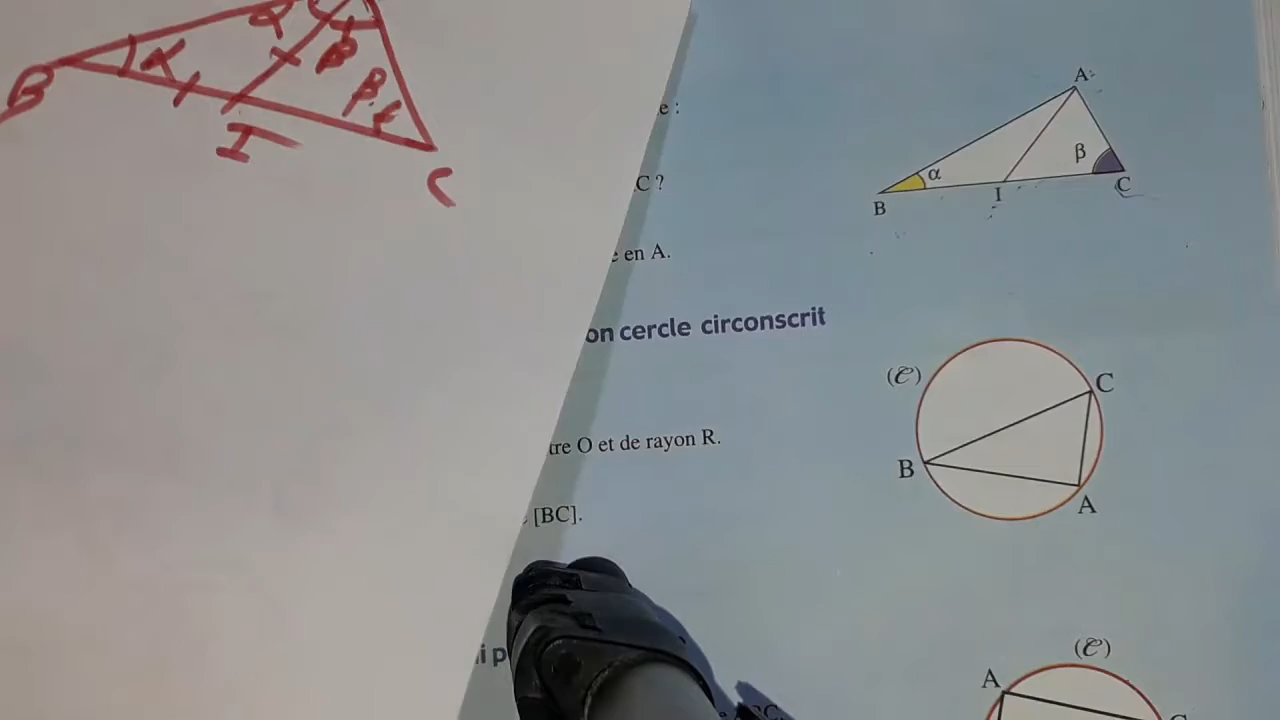 B
α
α
β
β
I
C
e :
C ?
e en A.
on cercle circonscrit
tre O et de rayon R.
[BC].
i p
A
α
β
B
I
C
(𝒞)
C
B
A
(𝒞)
A